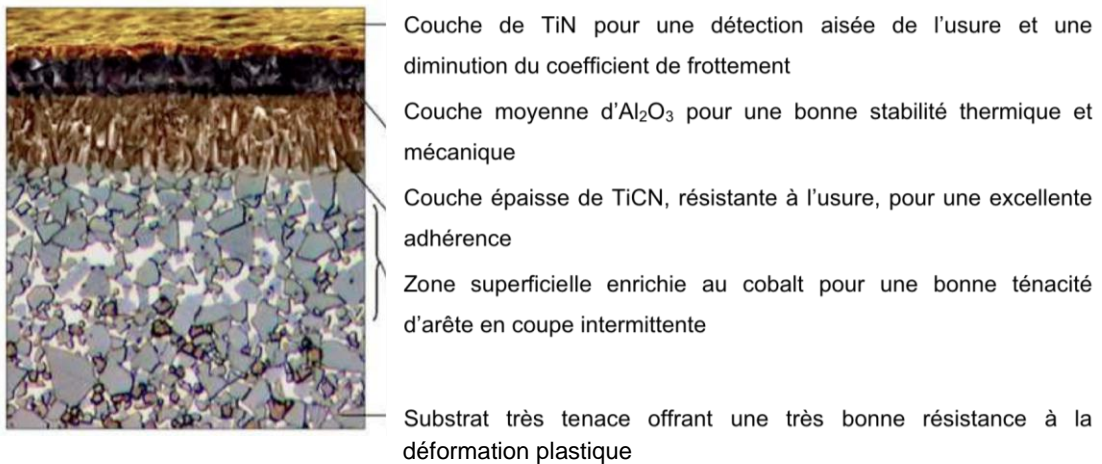 Couche de TiN pour une détection aisée de l’usure et une
diminution du coefficient de frottement
Couche moyenne d’Al₂O₃ pour une bonne stabilité thermique et
mécanique
Couche épaisse de TiCN, résistante à l’usure, pour une excellente
adhérence
Zone superficielle enrichie au cobalt pour une bonne ténacité
d’arête en coupe intermittente
Substrat très tenace offrant une très bonne résistance à la
déformation plastique